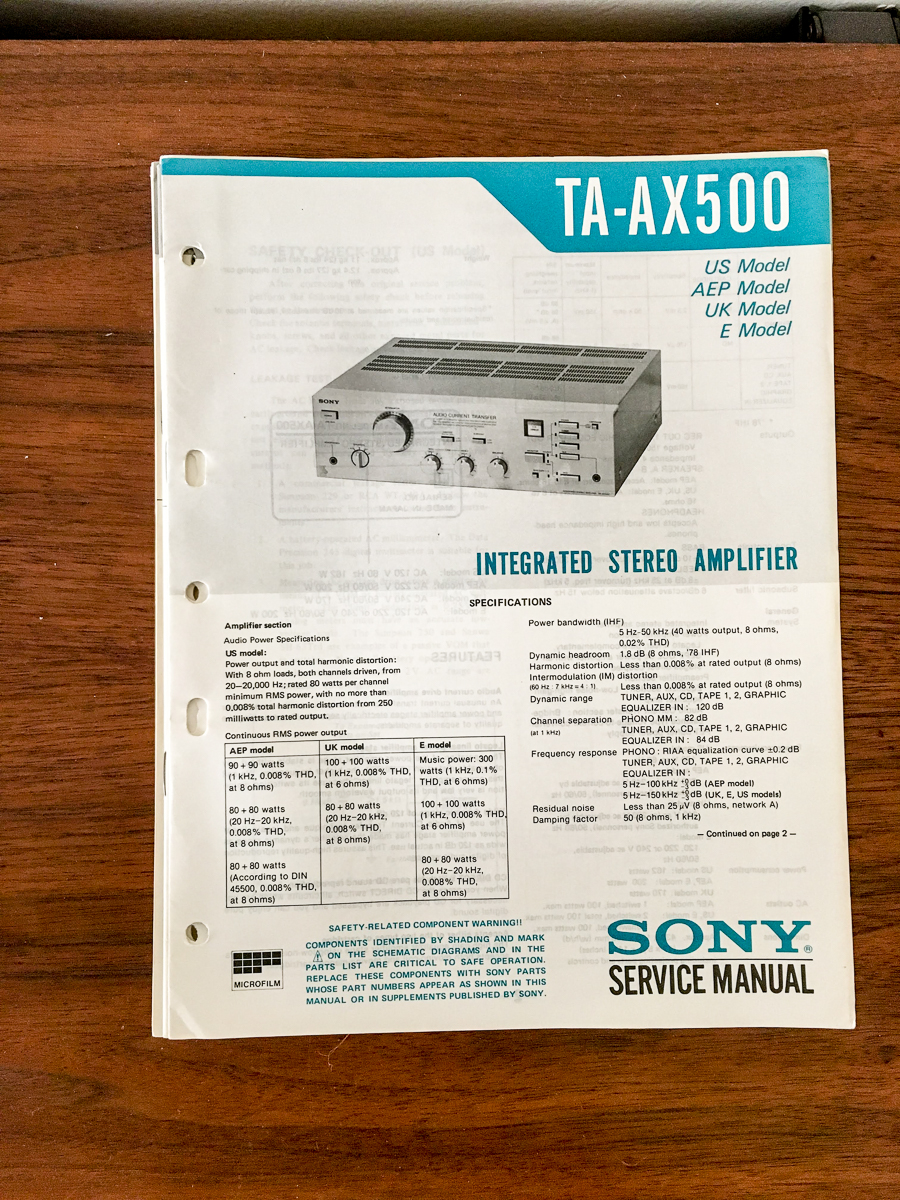 TA-AX500
US Model
AEP Model
UK Model
E Model
SONY
AUDIO CURRENT TRANSFER
INTEGRATED STEREO AMPLIFIER
SPECIFICATIONS
Amplifier section
Audio Power Specifications
US model:
Power output and total harmonic distortion:
With 8 ohm loads, both channels driven, from
20—20,000 Hz; rated 80 watts per channel
minimum RMS power, with no more than
0.008% total harmonic distortion from 250
milliwatts to rated output.
Continuous RMS power output
AEP model UK model E model
90 + 90 watts
(1 kHz, 0.008% THD,
at 8 ohms)
80 + 80 watts
(20 Hz–20 kHz,
0.008% THD,
at 8 ohms)
80 + 80 watts
(According to DIN
45500, 0.008% THD,
at 8 ohms)
100 + 100 watts
(1 kHz, 0.008% THD,
at 6 ohms)
80 + 80 watts
(20 Hz–20 kHz,
0.008% THD,
at 8 ohms)
Music power: 300
watts (1 kHz, 0.1%
THD, at 6 ohms)
100 + 100 watts
(1 kHz, 0.008% THD,
at 6 ohms)
80 + 80 watts
(20 Hz–20 kHz,
0.008% THD,
at 8 ohms)
Power bandwidth (IHF)
5 Hz–50 kHz (40 watts output, 8 ohms,
0.02% THD)
Dynamic headroom 1.8 dB (8 ohms, '78 IHF)
Harmonic distortion Less than 0.008% at rated output (8 ohms)
Intermodulation (IM) distortion
(60 Hz : 7 kHz = 4 : 1) Less than 0.008% at rated output (8 ohms)
Dynamic range TUNER, AUX, CD, TAPE 1, 2, GRAPHIC
EQUALIZER IN : 120 dB
Channel separation PHONO MM : 82 dB
(at 1 kHz) TUNER, AUX, CD, TAPE 1, 2, GRAPHIC
EQUALIZER IN : 84 dB
Frequency response PHONO : RIAA equalization curve ±0.2 dB
TUNER, AUX, CD, TAPE 1, 2, GRAPHIC
EQUALIZER IN :
5 Hz–100 kHz dB (AEP model)
5 Hz–150 kHz dB (UK, E, US models)
Residual noise Less than 25 μV (8 ohms, network A)
Damping factor 50 (8 ohms, 1 kHz)
— Continued on page 2 —
SAFETY-RELATED COMPONENT WARNING!!
COMPONENTS IDENTIFIED BY SHADING AND MARK
⚠ ON THE SCHEMATIC DIAGRAMS AND IN THE
PARTS LIST ARE CRITICAL TO SAFE OPERATION.
REPLACE THESE COMPONENTS WITH SONY PARTS
WHOSE PART NUMBERS APPEAR AS SHOWN IN THIS
MANUAL OR IN SUPPLEMENTS PUBLISHED BY SONY.
MICROFILM
SONY®
SERVICE MANUAL